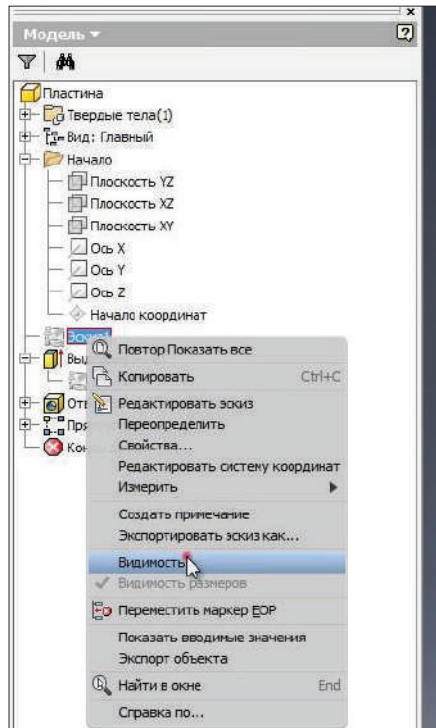 Модель
Пластина
Твердые тела(1)
Вид: Главный
Начало
Плоскость YZ
Плоскость XZ
Плоскость XY
Ось X
Ось Y
Ось Z
Начало координат
Повтор Показать все
Копировать Ctrl+C
Редактировать эскиз
Переопределить
Свойства...
Редактировать систему координат
Измерить
Создать примечание
Экспортировать эскиз как...
Видимость
Видимость размеров
Переместить маркер EOP
Показать вводимые значения
Экспорт объекта
Найти в окне End
Справка по...